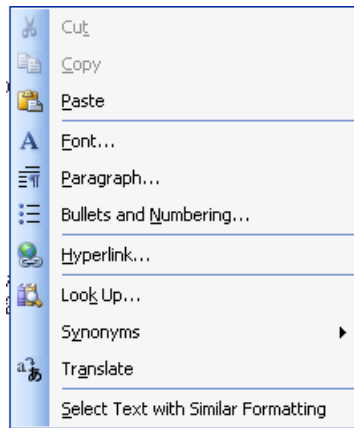 Cut
Copy
Paste
Font...
Paragraph...
Bullets and Numbering...
Hyperlink...
Look Up...
Synonyms
Translate
Select Text with Similar Formatting